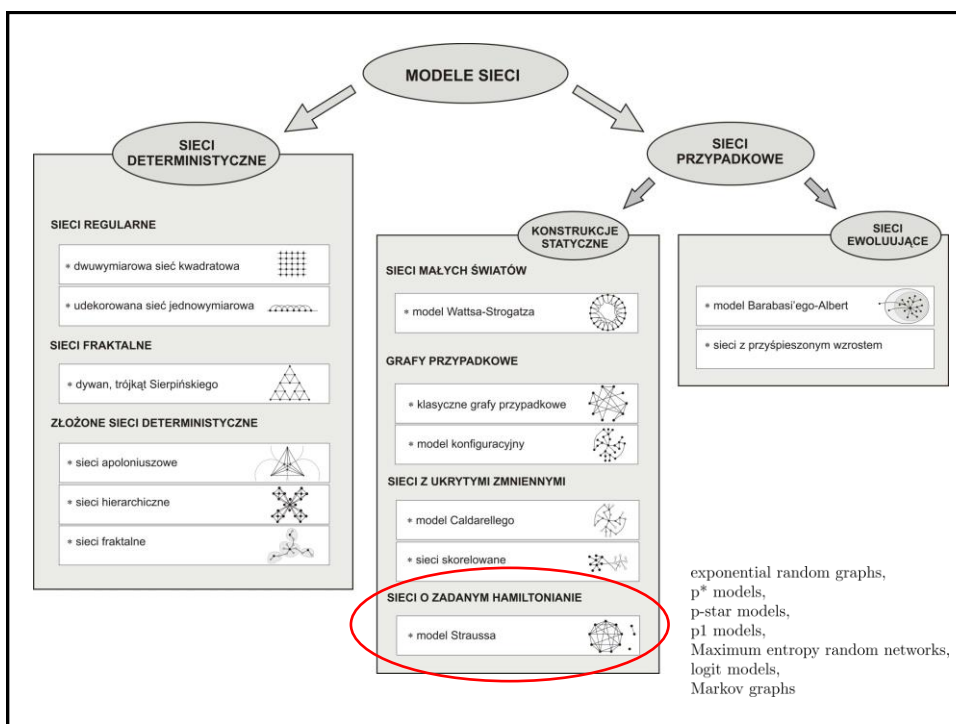 MODELE SIECI
SIECI
DETERMINISTYCZNE
SIECI REGULARNE
* dwuwymiarowa sieć kwadratowa
* udekorowana sieć jednowymiarowa
SIECI FRAKTALNE
* dywan, trójkąt Sierpińskiego
ZŁOŻONE SIECI DETERMINISTYCZNE
* sieci apoloniuszowe
* sieci hierarchiczne
* sieci fraktalne
SIECI
PRZYPADKOWE
KONSTRUKCJE
STATYCZNE
SIECI MAŁYCH ŚWIATÓW
* model Wattsa-Strogatza
GRAFY PRZYPADKOWE
* klasyczne grafy przypadkowe
* model konfiguracyjny
SIECI Z UKRYTYMI ZMNIENNYMI
* model Caldarellego
* sieci skorelowane
SIECI O ZADANYM HAMILTONIANIE
* model Straussa
SIECI
EWOLUUJĄCE
* model Barabasi'ego-Albert
* sieci z przyśpieszonym wzrostem
exponential random graphs,
p* models,
p-star models,
p1 models,
Maximum entropy random networks,
logit models,
Markov graphs